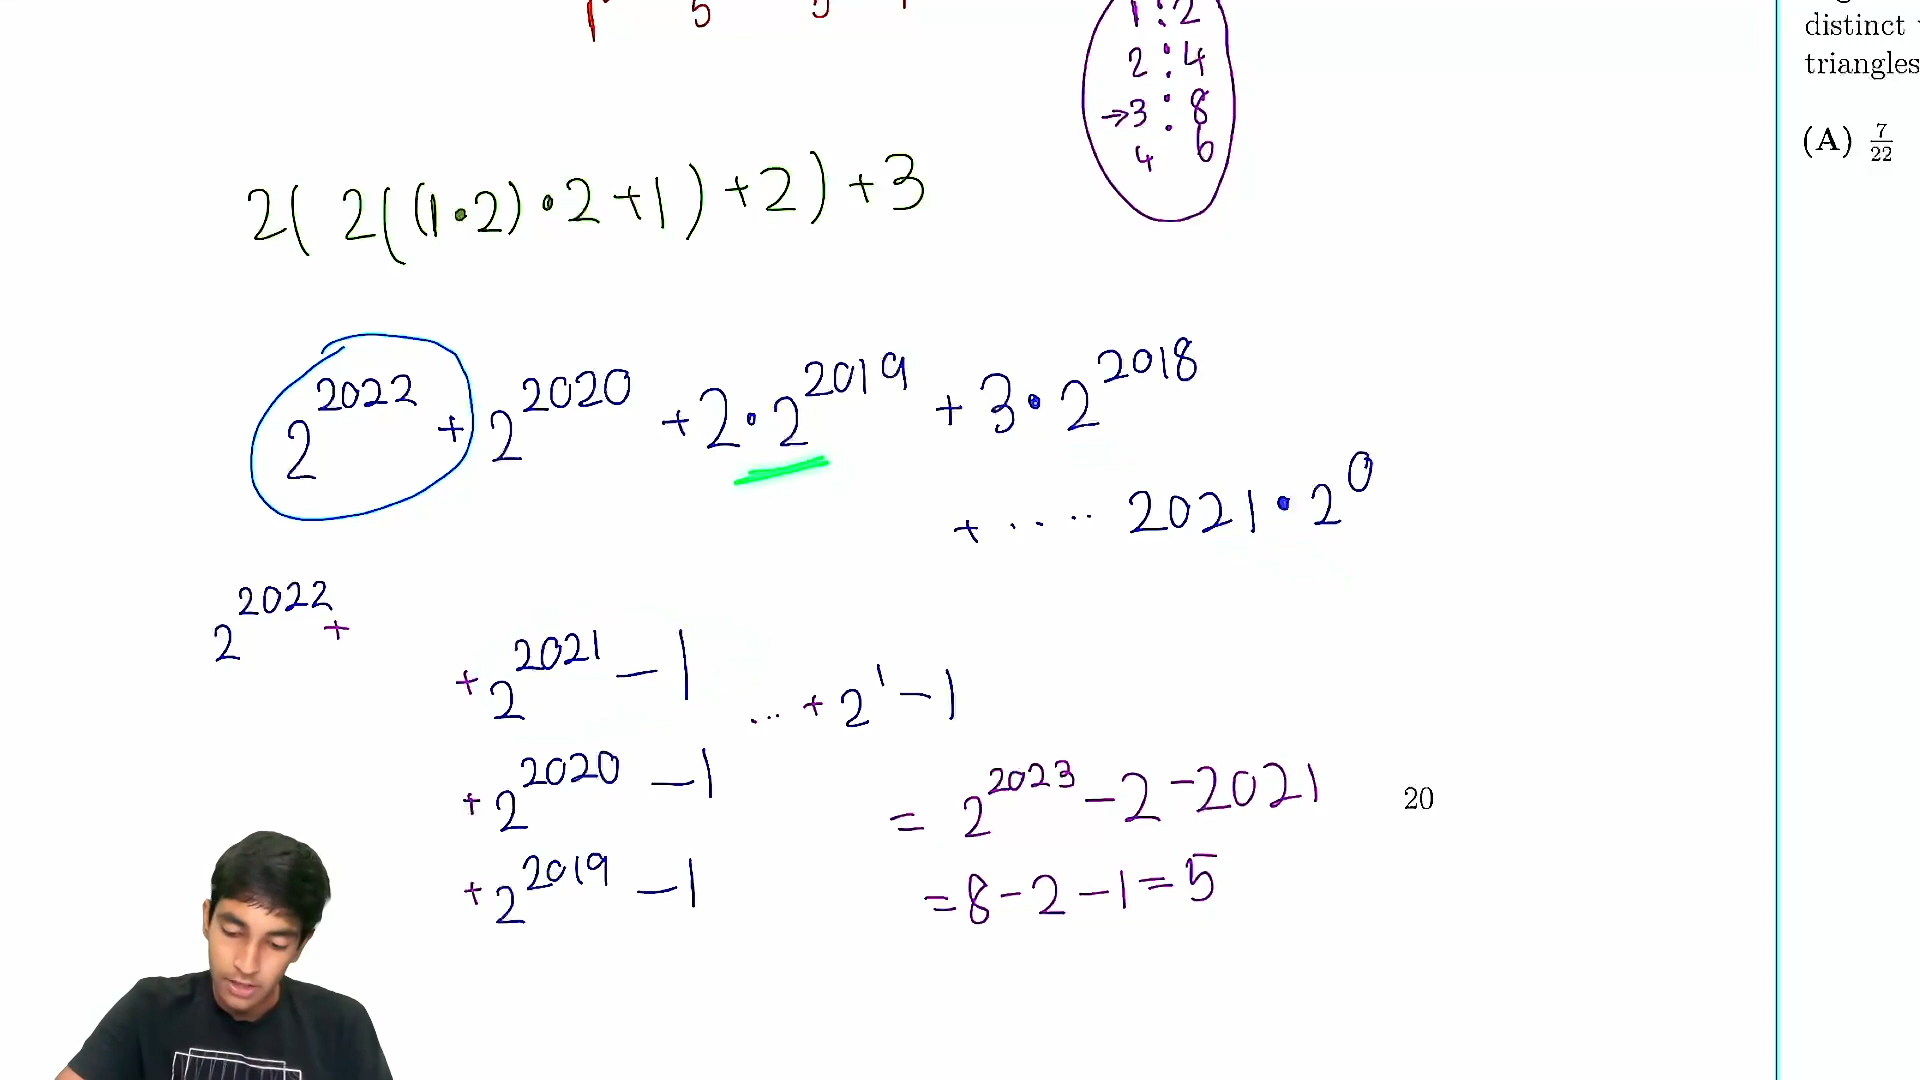 1 : 2
2 : 4
→3 : 8
4 6
2( 2((1·2)·2+1)+2)+3
2^2022 + 2^2020 + 2·2^2019 + 3·2^2018
+ ···· 2021·2^0
2^2022 +
+2^2021 − 1 ... + 2^1 − 1
+2^2020 − 1
= 2^2023 − 2 − 2021
20
+2^2019 − 1
= 8 − 2 − 1 = 5
distinct
triangles
(A) 7/22